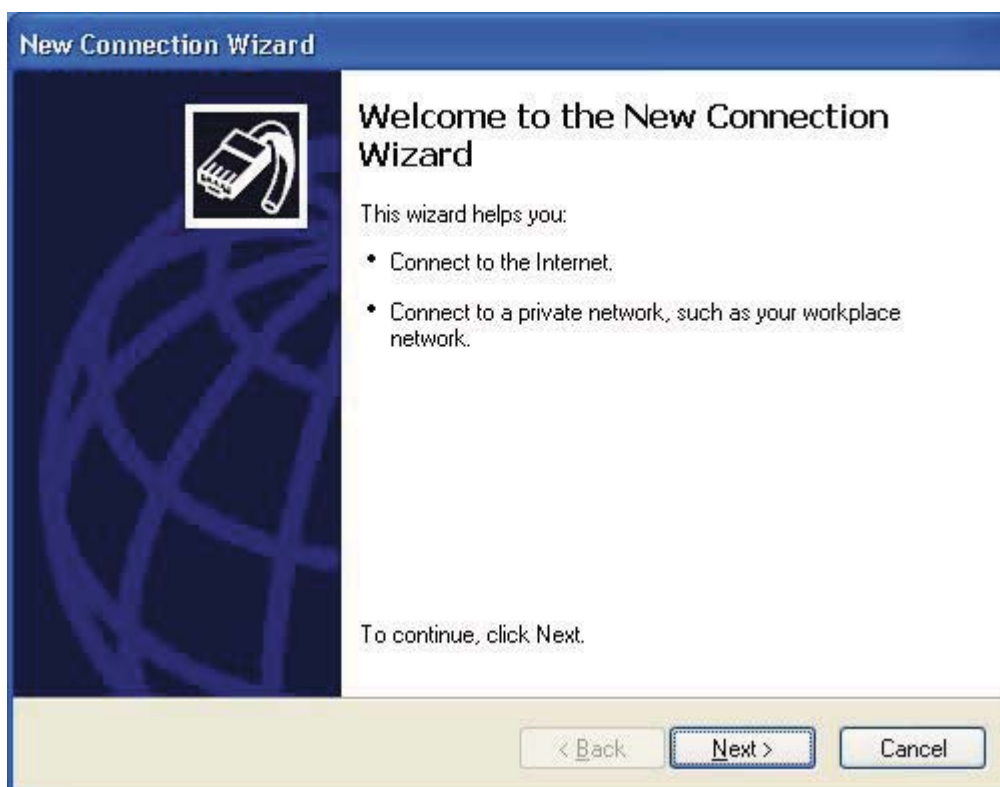 New Connection Wizard
Welcome to the New Connection
Wizard
This wizard helps you:
• Connect to the Internet.
• Connect to a private network, such as your workplace
network.
To continue, click Next.
< Back
Next >
Cancel